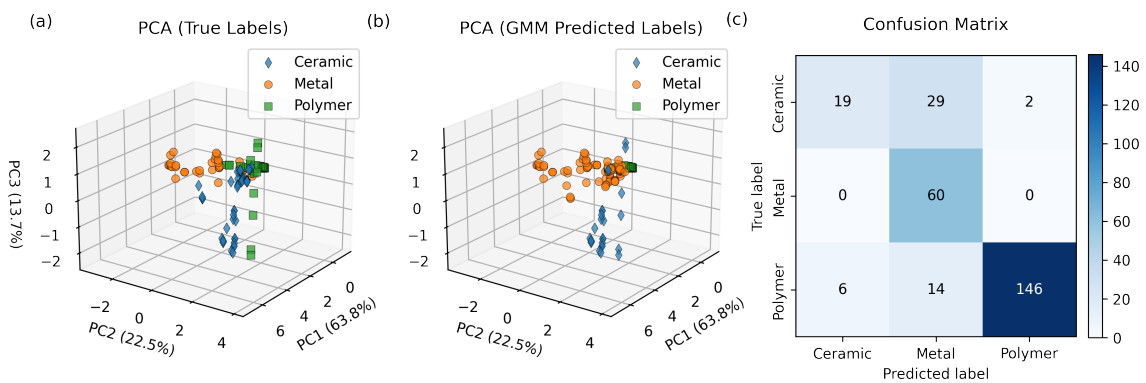 (a)
PCA (True Labels)
Ceramic
Metal
Polymer
2
1
0
−1
−2
PC3 (13.7%)
−2
0
2
4
PC2 (22.5%)
6
4
2
0
PC1 (63.8%)
(b)
PCA (GMM Predicted Labels)
Ceramic
Metal
Polymer
2
1
0
−1
−2
−2
0
2
4
PC2 (22.5%)
6
4
2
0
PC1 (63.8%)
(c)
Confusion Matrix
True label
Ceramic
19
29
2
Metal
0
60
0
Polymer
6
14
146
Ceramic
Metal
Polymer
Predicted label
140
120
100
80
60
40
20
0